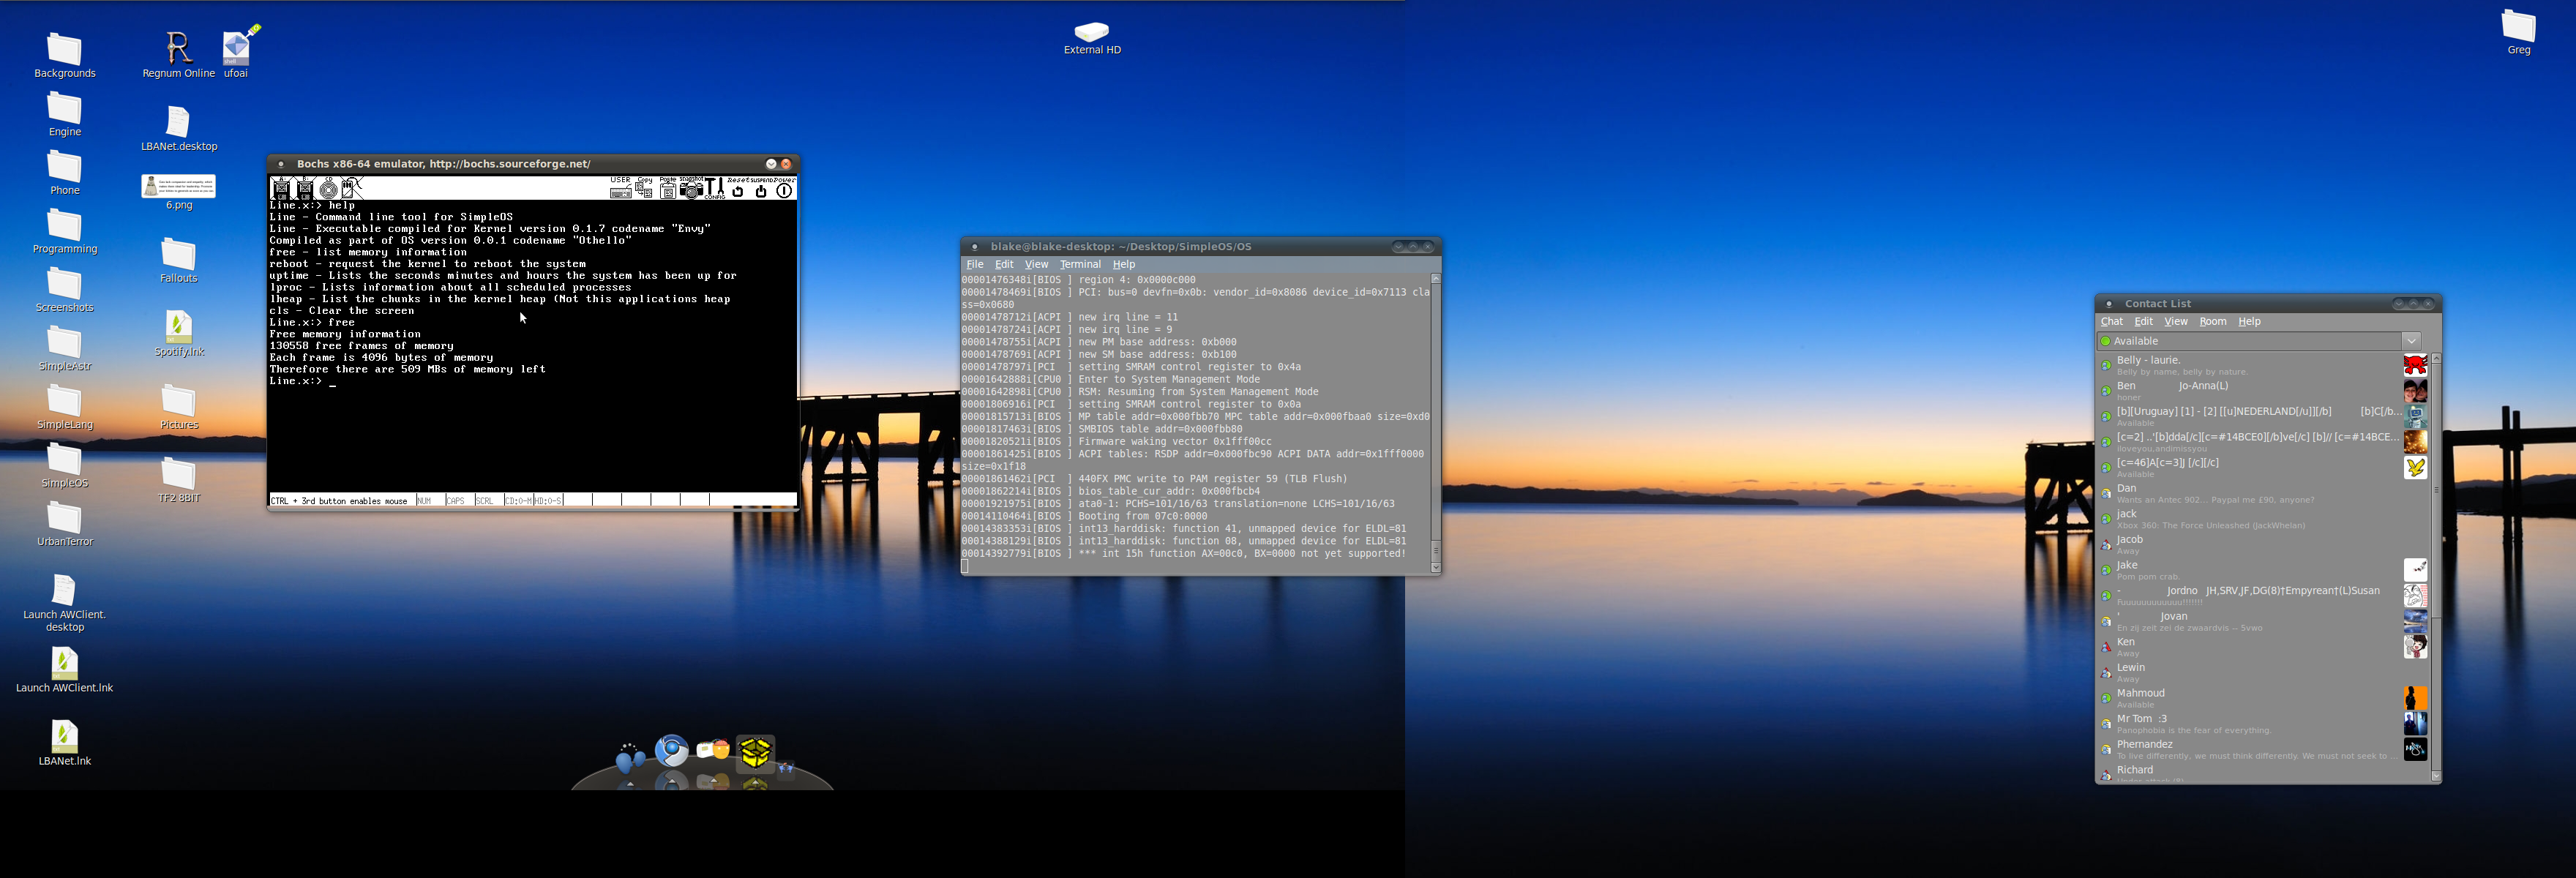 Backgrounds
Engine
Phone
Programming
Screenshots
SimpleAstr
SimpleLang
SimpleOS
UrbanTerror
Launch AWClient.
desktop
Launch AWClient.lnk
LBANet.lnk
Regnum Online
ufoai
LBANet.desktop
6.png
Fallouts
Spotify.lnk
Pictures
TF2 8BIT
External HD
Greg
Bochs x86-64 emulator, http://bochs.sourceforge.net/
USER Copy Paste snapshot CONFIG Reset SUSPEND Power
Line.x:> help
Line - Command line tool for SimpleOS
Line - Executable compiled for Kernel version 0.1.7 codename "Envy"
Compiled as part of OS version 0.0.1 codename "Othello"
free - list memory information
reboot - request the kernel to reboot the system
uptime - Lists the seconds minutes and hours the system has been up for
lproc - Lists information about all scheduled processes
lheap - List the chunks in the kernel heap (Not this applications heap
cls - Clear the screen
Line.x:> free
Free memory information
130558 free frames of memory
Each frame is 4096 bytes of memory
Therefore there are 509 MBs of memory left
Line.x:> _
CTRL + 3rd button enables mouse NUM CAPS SCRL CD:0-M HD:0-S
blake@blake-desktop: ~/Desktop/SimpleOS/OS
File Edit View Terminal Help
00001476348i[BIOS ] region 4: 0x0000c000
00001478469i[BIOS ] PCI: bus=0 devfn=0x0b: vendor_id=0x8086 device_id=0x7113 cla
ss=0x0680
00001478712i[ACPI ] new irq line = 11
00001478724i[ACPI ] new irq line = 9
00001478755i[ACPI ] new PM base address: 0xb000
00001478769i[ACPI ] new SM base address: 0xb100
00001478797i[PCI  ] setting SMRAM control register to 0x4a
00001642888i[CPU0 ] Enter to System Management Mode
00001642898i[CPU0 ] RSM: Resuming from System Management Mode
00001806916i[PCI  ] setting SMRAM control register to 0x0a
00001815713i[BIOS ] MP table addr=0x000fbb70 MPC table addr=0x000fbaa0 size=0xd0
00001817463i[BIOS ] SMBIOS table addr=0x000fbb80
00001820521i[BIOS ] Firmware waking vector 0x1fff00cc
00001861425i[BIOS ] ACPI tables: RSDP addr=0x000fbc90 ACPI DATA addr=0x1fff0000
size=0x1f18
00001861462i[PCI  ] 440FX PMC write to PAM register 59 (TLB Flush)
00001862214i[BIOS ] bios_table_cur_addr: 0x000fbcb4
00001921975i[BIOS ] ata0-1: PCHS=101/16/63 translation=none LCHS=101/16/63
00014110464i[BIOS ] Booting from 07c0:0000
00014383353i[BIOS ] int13_harddisk: function 41, unmapped device for ELDL=81
00014388129i[BIOS ] int13_harddisk: function 08, unmapped device for ELDL=81
00014392779i[BIOS ] *** int 15h function AX=00c0, BX=0000 not yet supported!
Contact List
Chat Edit View Room Help
Available
Belly - laurie.
Belly by name, belly by nature.
Ben Jo-Anna(L)
honer
[b][Uruguay] [1] - [2] [[u]NEDERLAND[/u]][/b] [b]C[/b...
Available
[c=2] ..'[b]dda[/c][c=#14BCE0][/b]ve[/c] [b]// [c=#14BCE...
Iloveyou,andimissyou
[c=46]A[c=3]J [/c][/c]
Available
Dan
Wants an Antec 902... Paypal me £90, anyone?
jack
Xbox 360: The Force Unleashed (JackWhelan)
Jacob
Away
Jake
Pom pom crab.
- Jordno JH,SRV,JF,DG(8)†Empyrean†(L)Susan
Fuuuuuuuuuuuu!!!!!!!
' Jovan
En zij zeit zei de zwaardvis -- Svwo
Ken
Away
Lewin
Away
Mahmoud
Available
Mr Tom :3
Panophobia is the fear of everything.
Phernandez
To live differently, we must think differently. We must not seek to ...
Richard